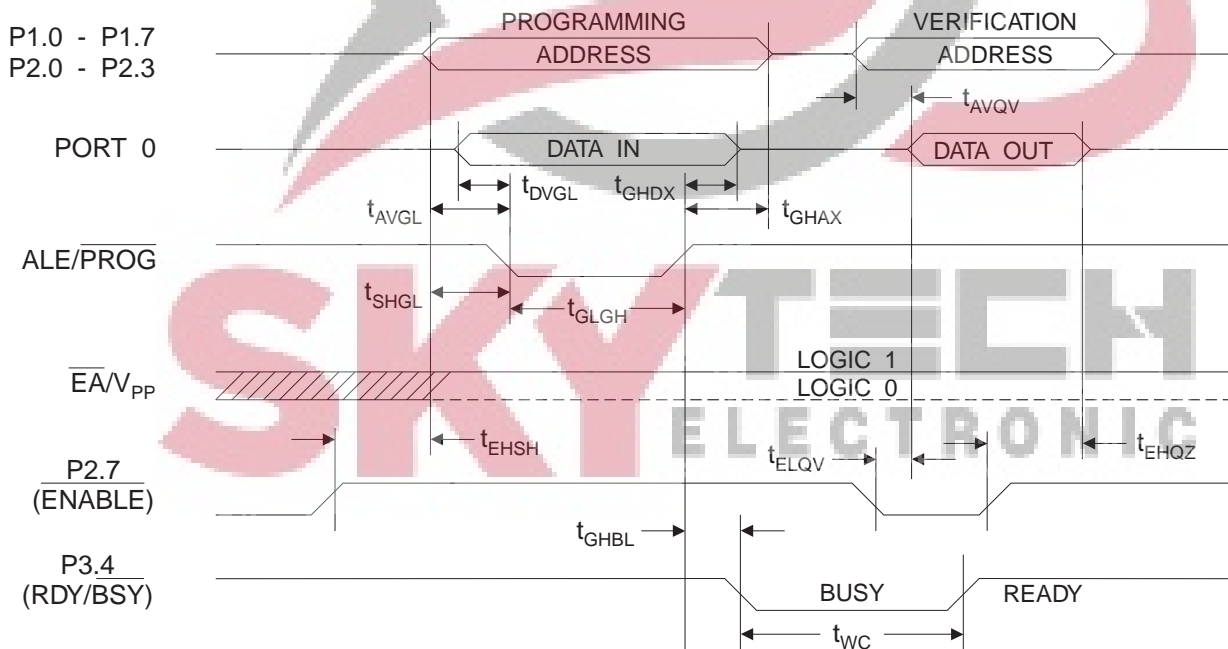 PROGRAMMING
ADDRESS
VERIFICATION
ADDRESS
P1.0 - P1.7
P2.0 - P2.3
tAVQV
PORT 0
DATA IN
DATA OUT
tDVGL
tGHDX
tAVGL
tGHAX
ALE/PROG
tSHGL
tGLGH
SKY TECH
ELECTRONIC
LOGIC 1
LOGIC 0
EA/VPP
tEHSH
tELQV
tEHQZ
P2.7
(ENABLE)
tGHBL
P3.4
(RDY/BSY)
BUSY
READY
tWC